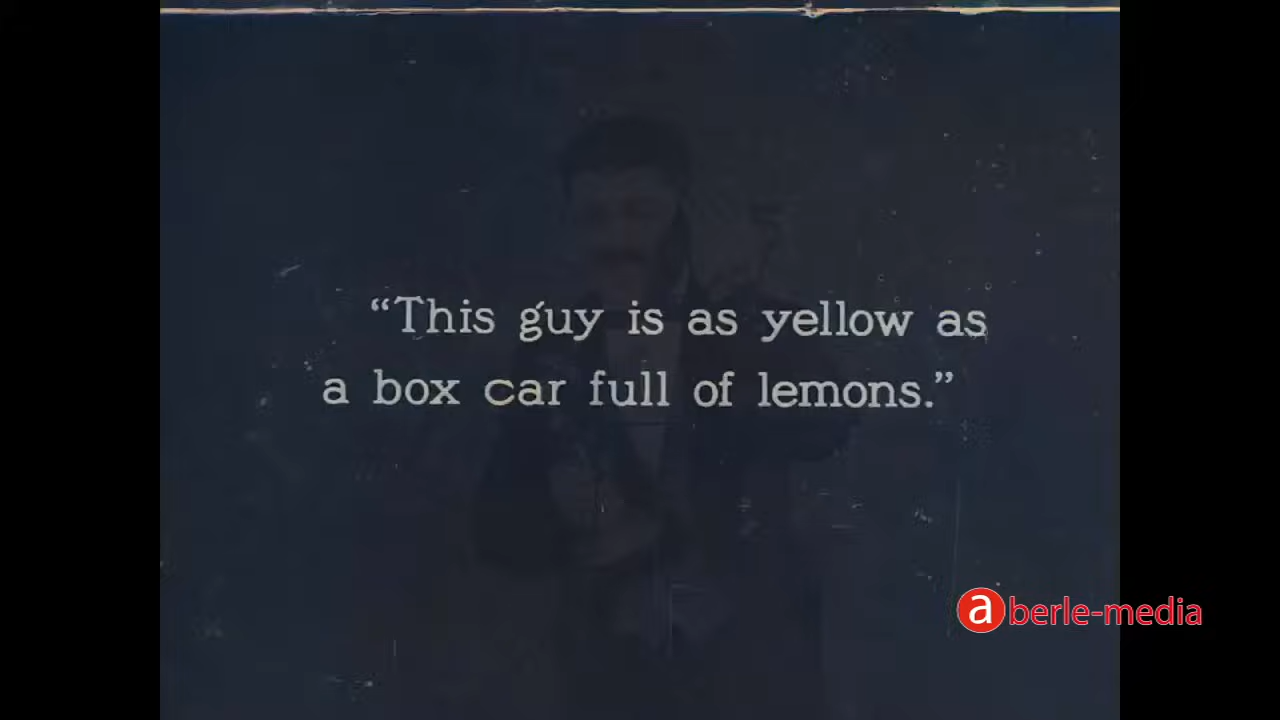 “This guy is as yellow as
a box car full of lemons.”
aberle-media